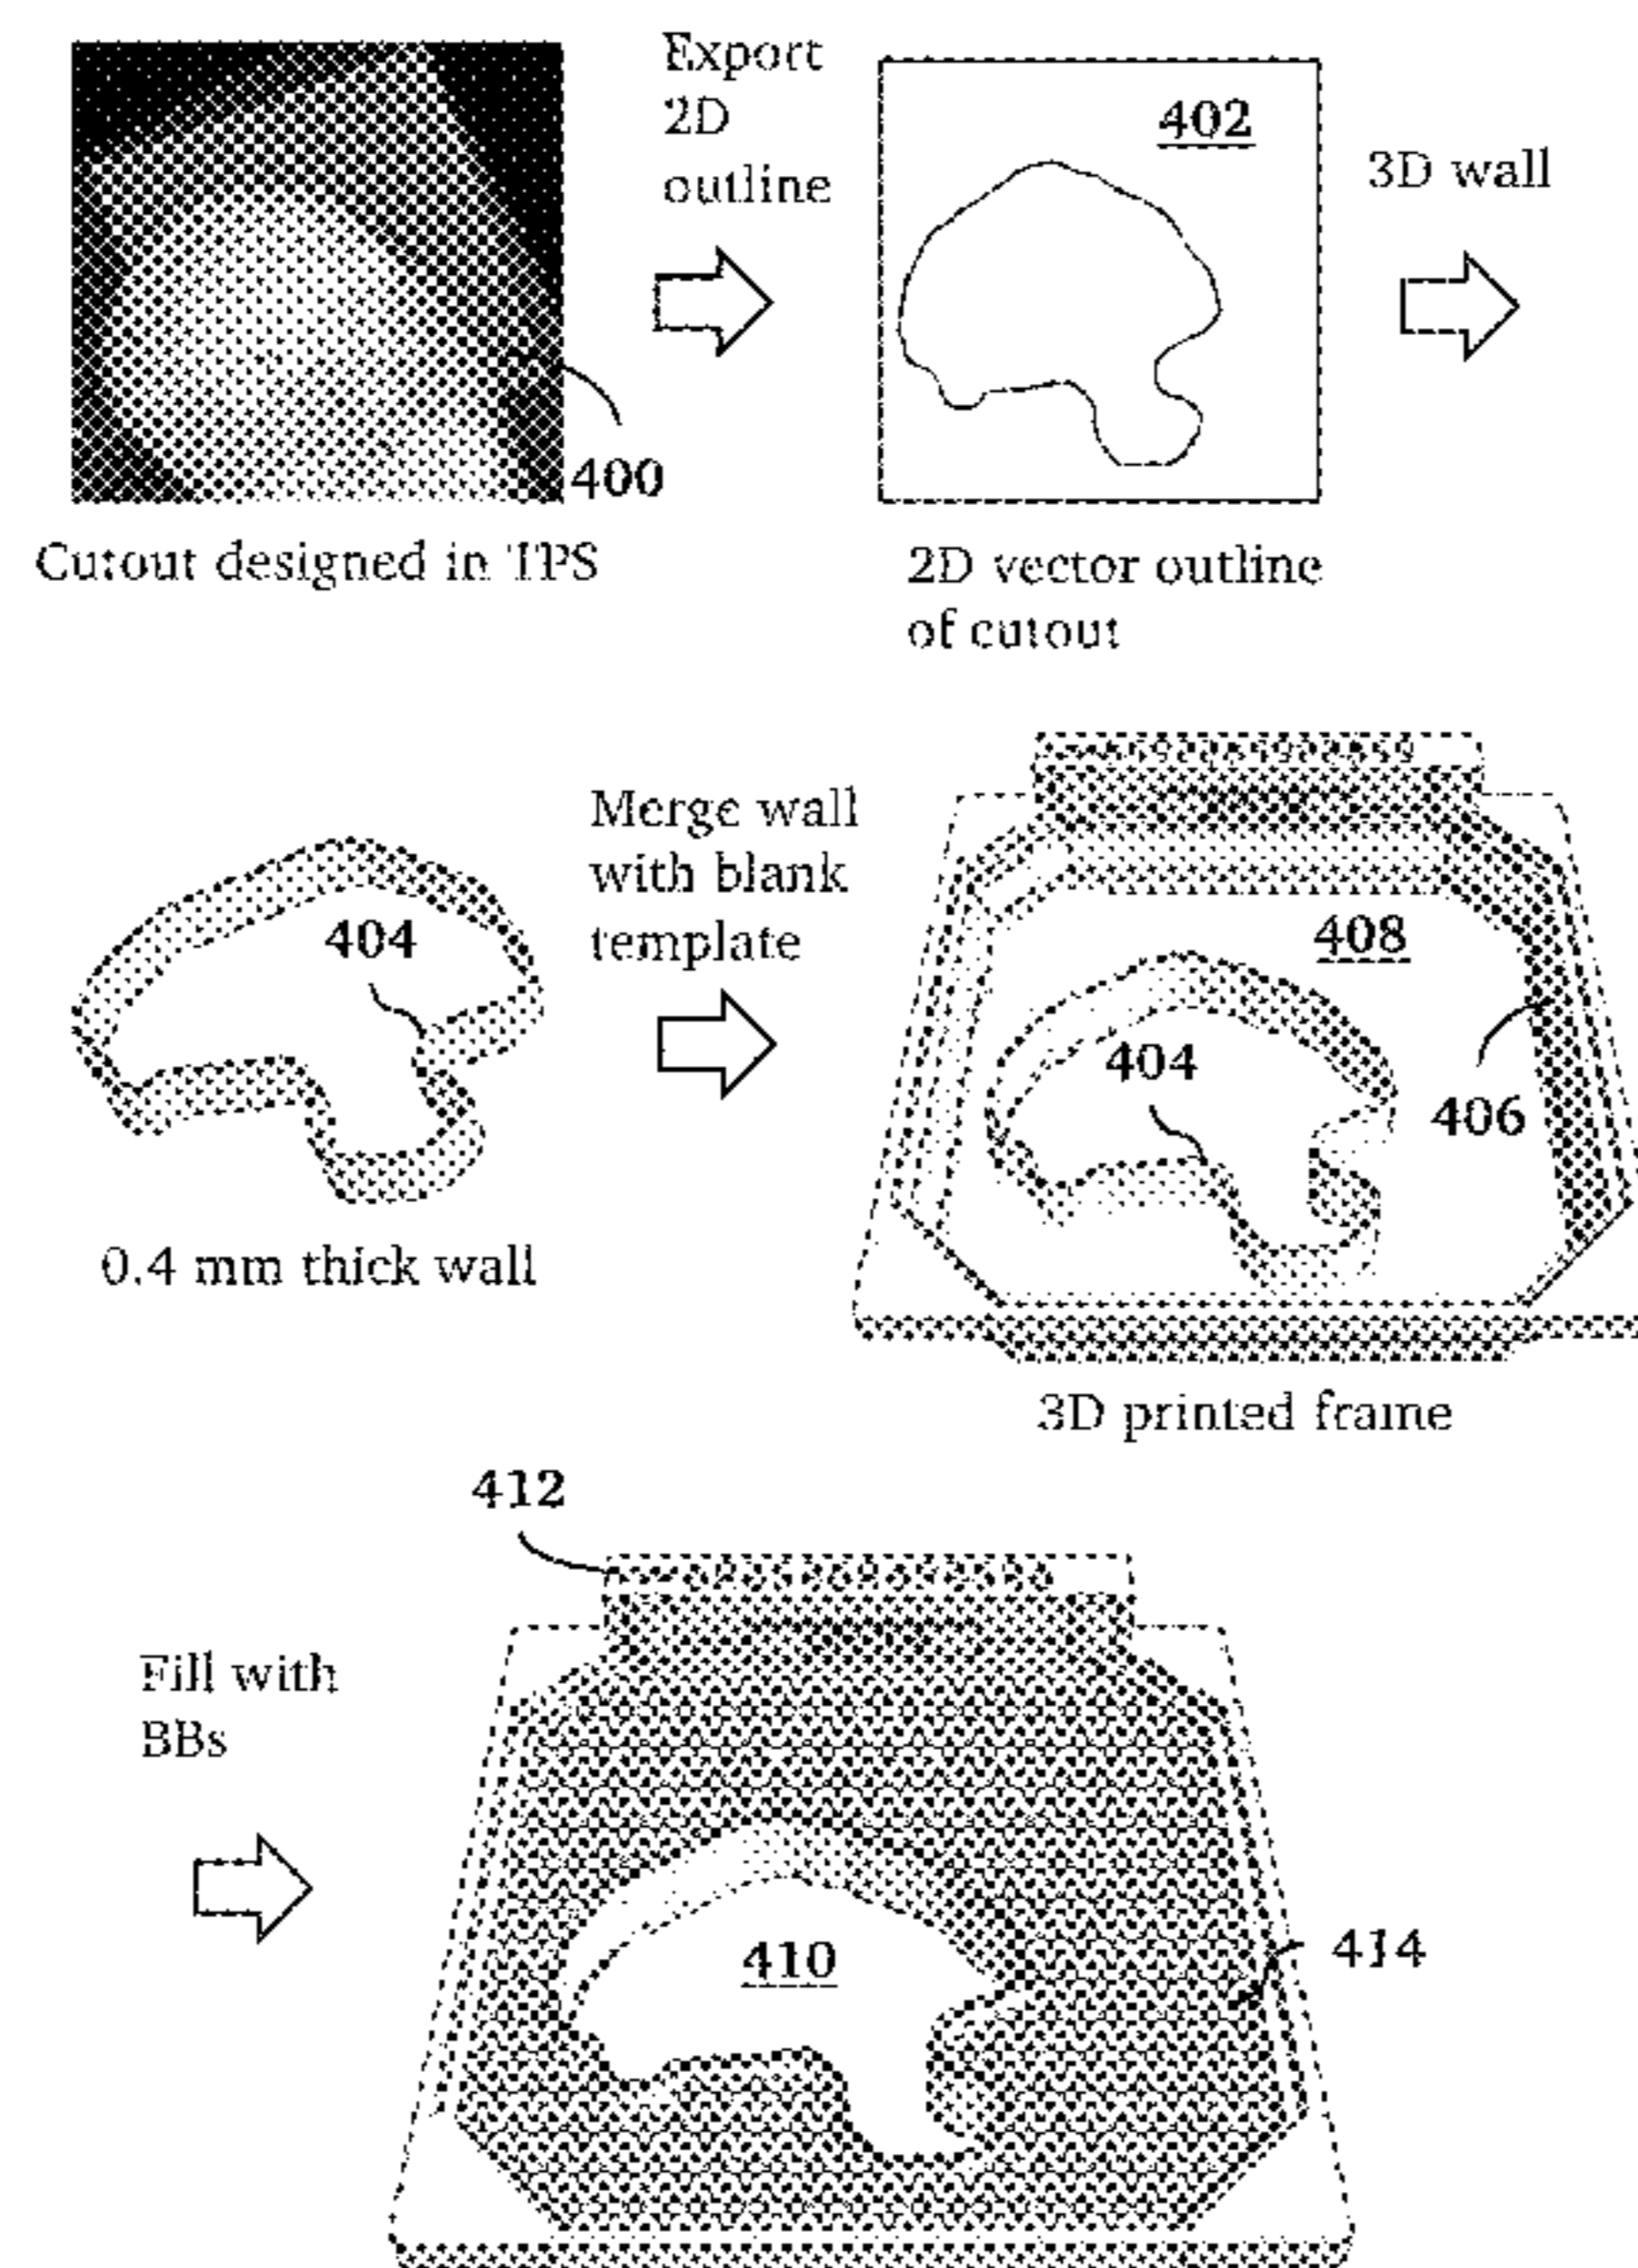 Export
2D
outline
402
3D wall
400
Cutout designed in TPS
2D vector outline
of cutout
Merge wall
with blank
template
404
408
404
406
0.4 mm thick wall
3D printed frame
412
Fill with
BBs
410
414